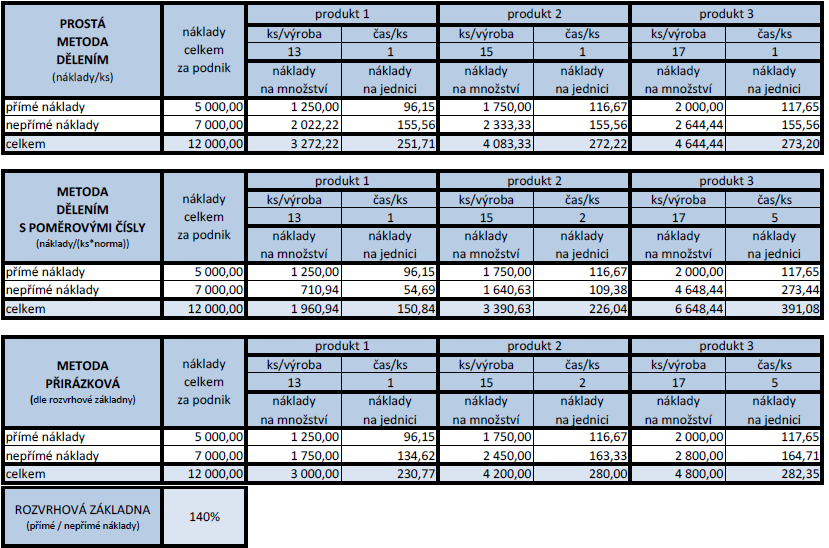 PROSTÁ METODA DĚLENÍM (náklady/ks) náklady celkem za podnik produkt 1 produkt 2 produkt 3
ks/výroba čas/ks ks/výroba čas/ks ks/výroba čas/ks
13 1 15 1 17 1
náklady na množství náklady na jednici náklady na množství náklady na jednici náklady na množství náklady na jednici
přímé náklady 5 000,00 1 250,00 96,15 1 750,00 116,67 2 000,00 117,65
nepřímé náklady 7 000,00 2 022,22 155,56 2 333,33 155,56 2 644,44 155,56
celkem 12 000,00 3 272,22 251,71 4 083,33 272,22 4 644,44 273,20
METODA DĚLENÍM S POMĚROVÝMI ČÍSLY (náklady/(ks*norma)) náklady celkem za podnik produkt 1 produkt 2 produkt 3
ks/výroba čas/ks ks/výroba čas/ks ks/výroba čas/ks
13 1 15 2 17 5
náklady na množství náklady na jednici náklady na množství náklady na jednici náklady na množství náklady na jednici
přímé náklady 5 000,00 1 250,00 96,15 1 750,00 116,67 2 000,00 117,65
nepřímé náklady 7 000,00 710,94 54,69 1 640,63 109,38 4 648,44 273,44
celkem 12 000,00 1 960,94 150,84 3 390,63 226,04 6 648,44 391,08
METODA PŘIRÁZKOVÁ (dle rozvrhové základny) náklady celkem za podnik produkt 1 produkt 2 produkt 3
ks/výroba čas/ks ks/výroba čas/ks ks/výroba čas/ks
13 1 15 2 17 5
náklady na množství náklady na jednici náklady na množství náklady na jednici náklady na množství náklady na jednici
přímé náklady 5 000,00 1 250,00 96,15 1 750,00 116,67 2 000,00 117,65
nepřímé náklady 7 000,00 1 750,00 134,62 2 450,00 163,33 2 800,00 164,71
celkem 12 000,00 3 000,00 230,77 4 200,00 280,00 4 800,00 282,35
ROZVRHOVÁ ZÁKLADNA (přímé / nepřímé náklady) 140%